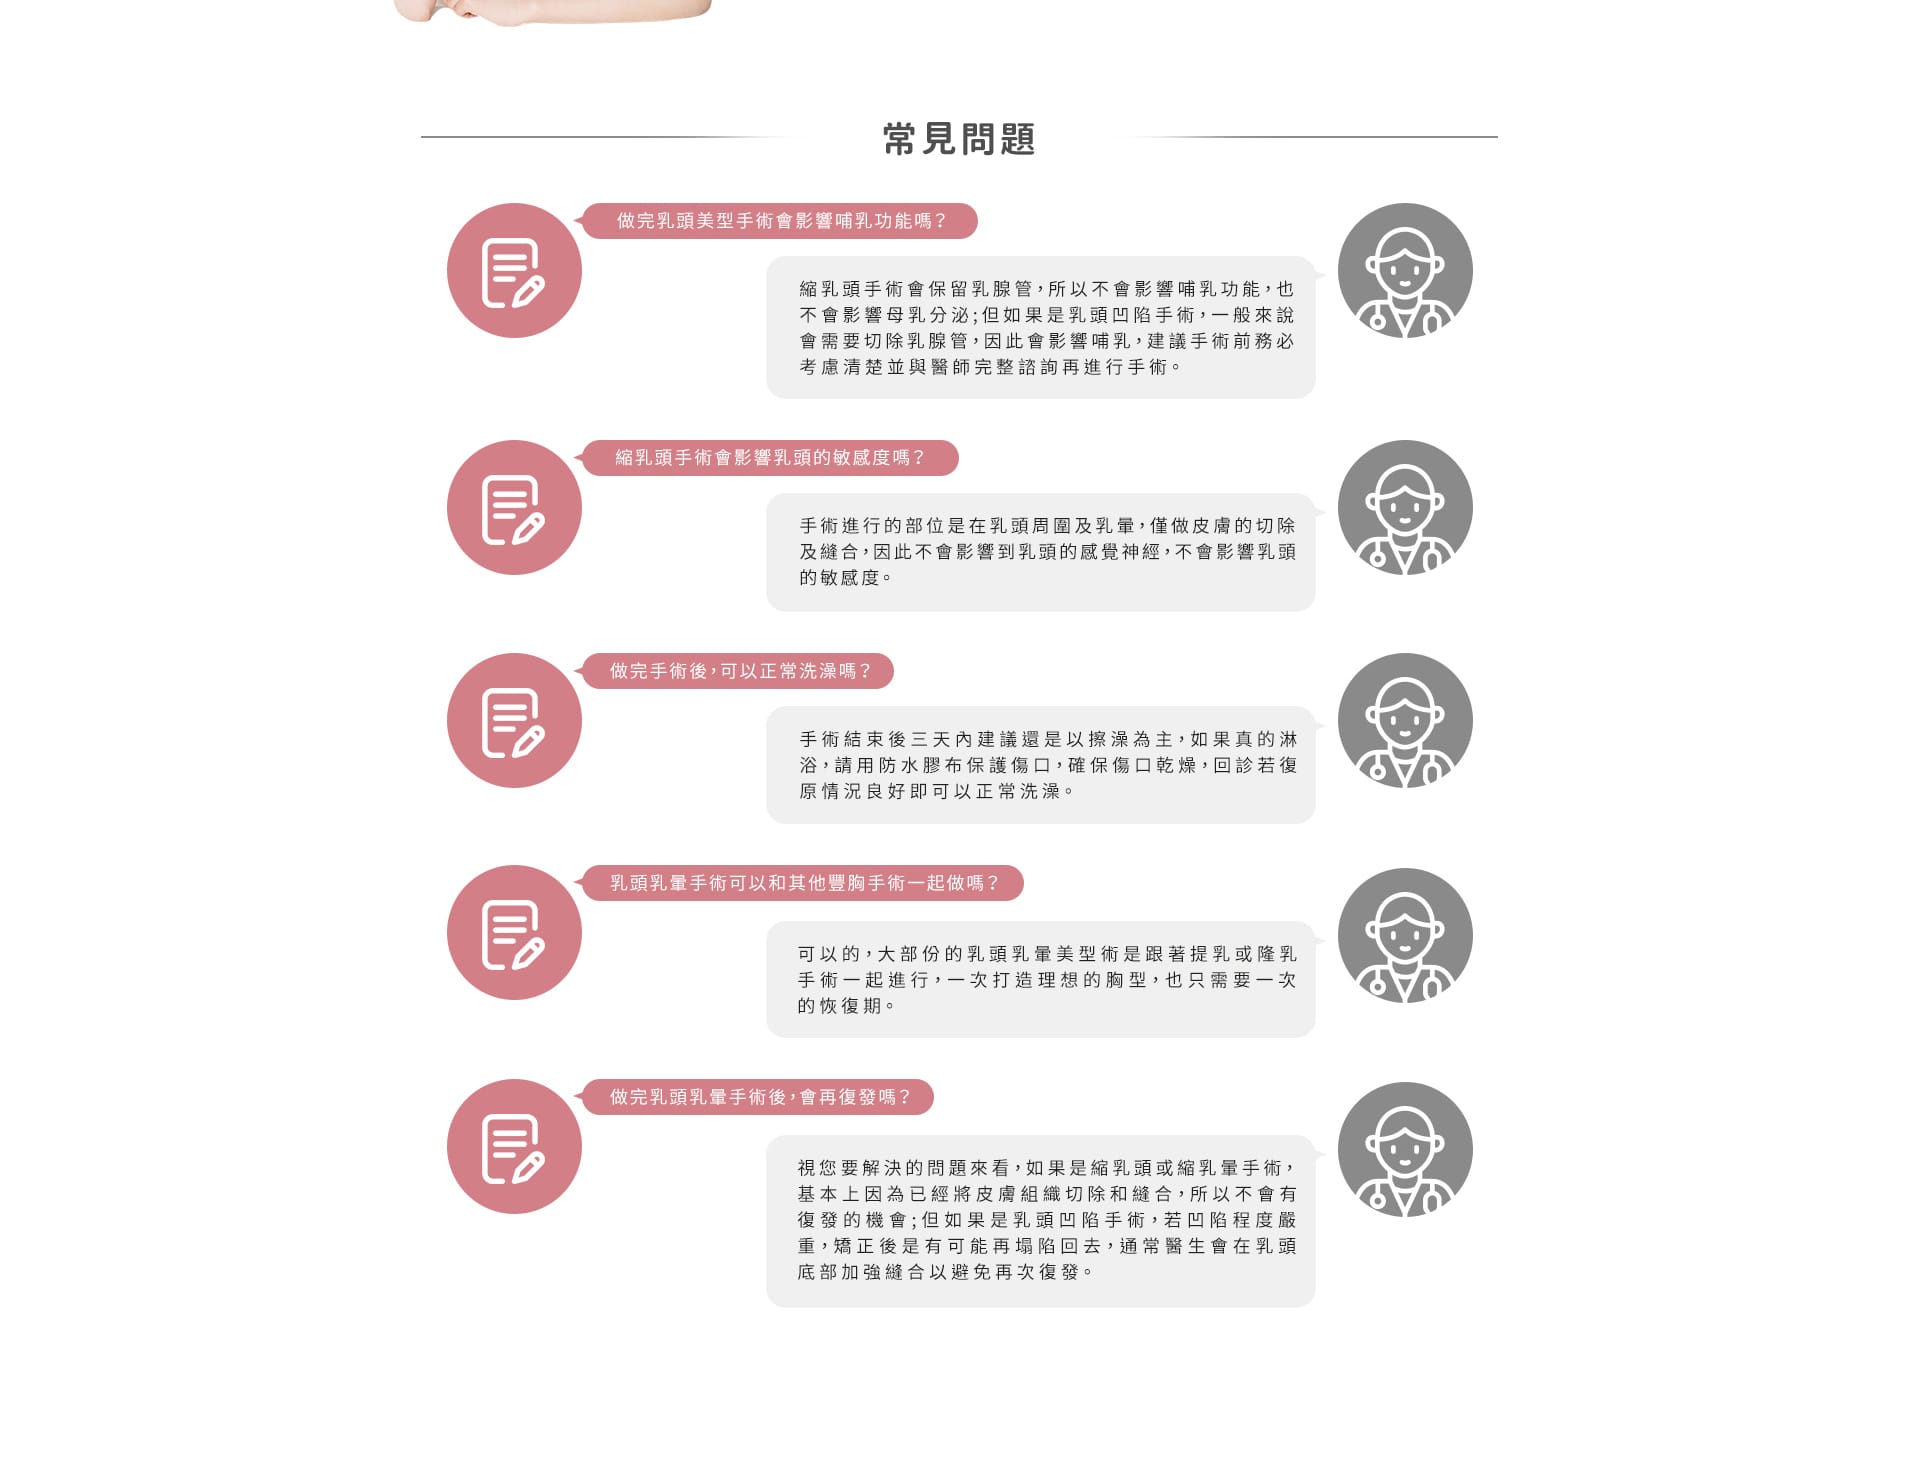 常見問題
做完乳頭美型手術會影響哺乳功能嗎？
縮乳頭手術會保留乳腺管，所以不會影響哺乳功能，也
不會影響母乳分泌；但如果是乳頭凹陷手術，一般來說
會需要切除乳腺管，因此會影響哺乳，建議手術前務必
考慮清楚並與醫師完整諮詢再進行手術。
縮乳頭手術會影響乳頭的敏感度嗎？
手術進行的部位是在乳頭周圍及乳暈，僅做皮膚的切除
及縫合，因此不會影響到乳頭的感覺神經，不會影響乳頭
的敏感度。
做完手術後，可以正常洗澡嗎？
手術結束後三天內建議還是以擦澡為主，如果真的淋
浴，請用防水膠布保護傷口，確保傷口乾燥，回診若復
原情況良好即可以正常洗澡。
乳頭乳暈手術可以和其他豐胸手術一起做嗎？
可以的，大部份的乳頭乳暈美型術是跟著提乳或隆乳
手術一起進行，一次打造理想的胸型，也只需要一次
的恢復期。
做完乳頭乳暈手術後，會再復發嗎？
視您要解決的問題來看，如果是縮乳頭或縮乳暈手術，
基本上因為已經將皮膚組織切除和縫合，所以不會有
復發的機會；但如果是乳頭凹陷手術，若凹陷程度嚴
重，矯正後是有可能再塌陷回去，通常醫生會在乳頭
底部加強縫合以避免再次復發。